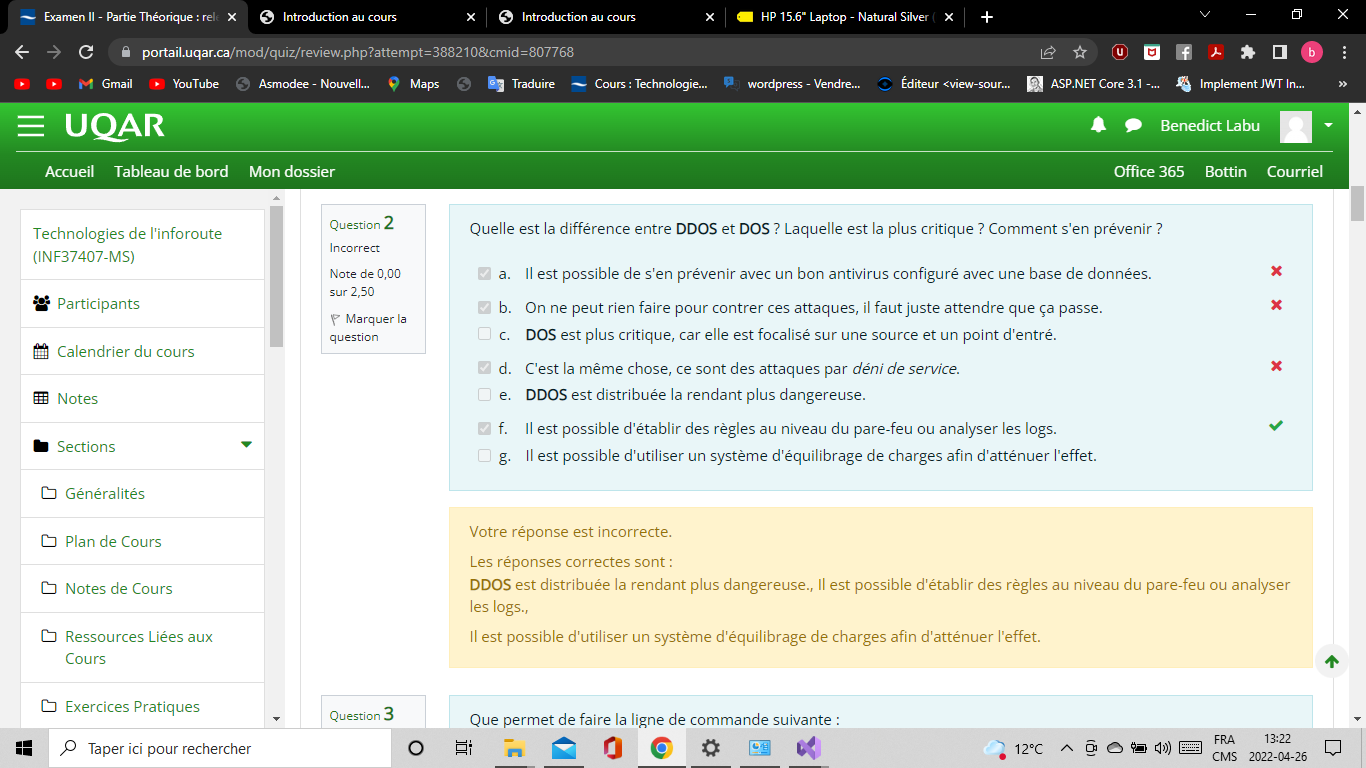 Examen II - Partie Théorique : rele
Introduction au cours
Introduction au cours
HP 15.6" Laptop - Natural Silver (
portail.uqar.ca/mod/quiz/review.php?attempt=388210&cmid=807768
b
Gmail
YouTube
Asmodee - Nouvell...
Maps
Traduire
Cours : Technologie...
wordpress - Vendre...
Éditeur <view-sour...
ASP.NET Core 3.1 -...
Implement JWT In...
»
UQAR
Benedict Labu
Accueil
Tableau de bord
Mon dossier
Office 365
Bottin
Courriel
Technologies de l'inforoute
(INF37407-MS)
Participants
Calendrier du cours
Notes
Sections
Généralités
Plan de Cours
Notes de Cours
Ressources Liées aux
Cours
Exercices Pratiques
Question 2
Incorrect
Note de 0,00
sur 2,50
Marquer la
question
Quelle est la différence entre DDOS et DOS ? Laquelle est la plus critique ? Comment s'en prévenir ?
a. Il est possible de s'en prévenir avec un bon antivirus configuré avec une base de données.
b. On ne peut rien faire pour contrer ces attaques, il faut juste attendre que ça passe.
c. DOS est plus critique, car elle est focalisé sur une source et un point d'entré.
d. C'est la même chose, ce sont des attaques par déni de service.
e. DDOS est distribuée la rendant plus dangereuse.
f. Il est possible d'établir des règles au niveau du pare-feu ou analyser les logs.
g. Il est possible d'utiliser un système d'équilibrage de charges afin d'atténuer l'effet.
Votre réponse est incorrecte.
Les réponses correctes sont :
DDOS est distribuée la rendant plus dangereuse., Il est possible d'établir des règles au niveau du pare-feu ou analyser
les logs.,
Il est possible d'utiliser un système d'équilibrage de charges afin d'atténuer l'effet.
Question 3
Que permet de faire la ligne de commande suivante :
Taper ici pour rechercher
12°C
FRA
CMS
13:22
2022-04-26